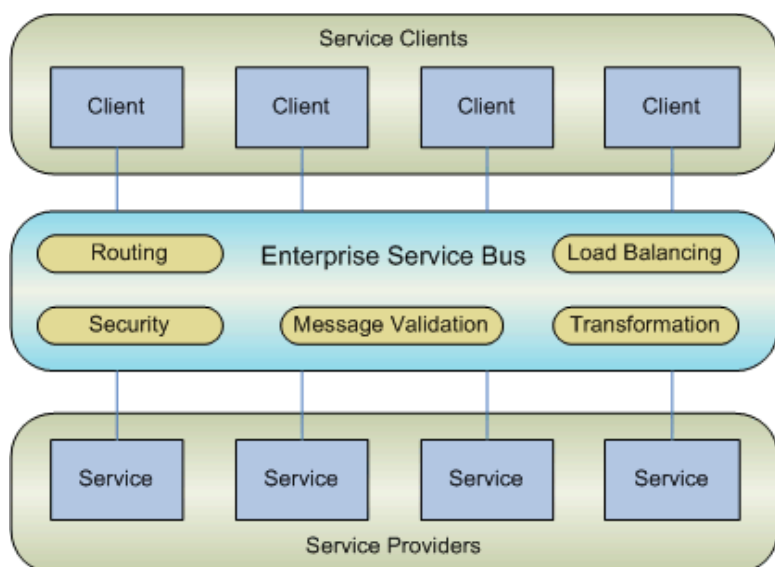 Service Clients
Client
Client
Client
Client
Routing
Enterprise Service Bus
Load Balancing
Security
Message Validation
Transformation
Service
Service
Service
Service
Service Providers